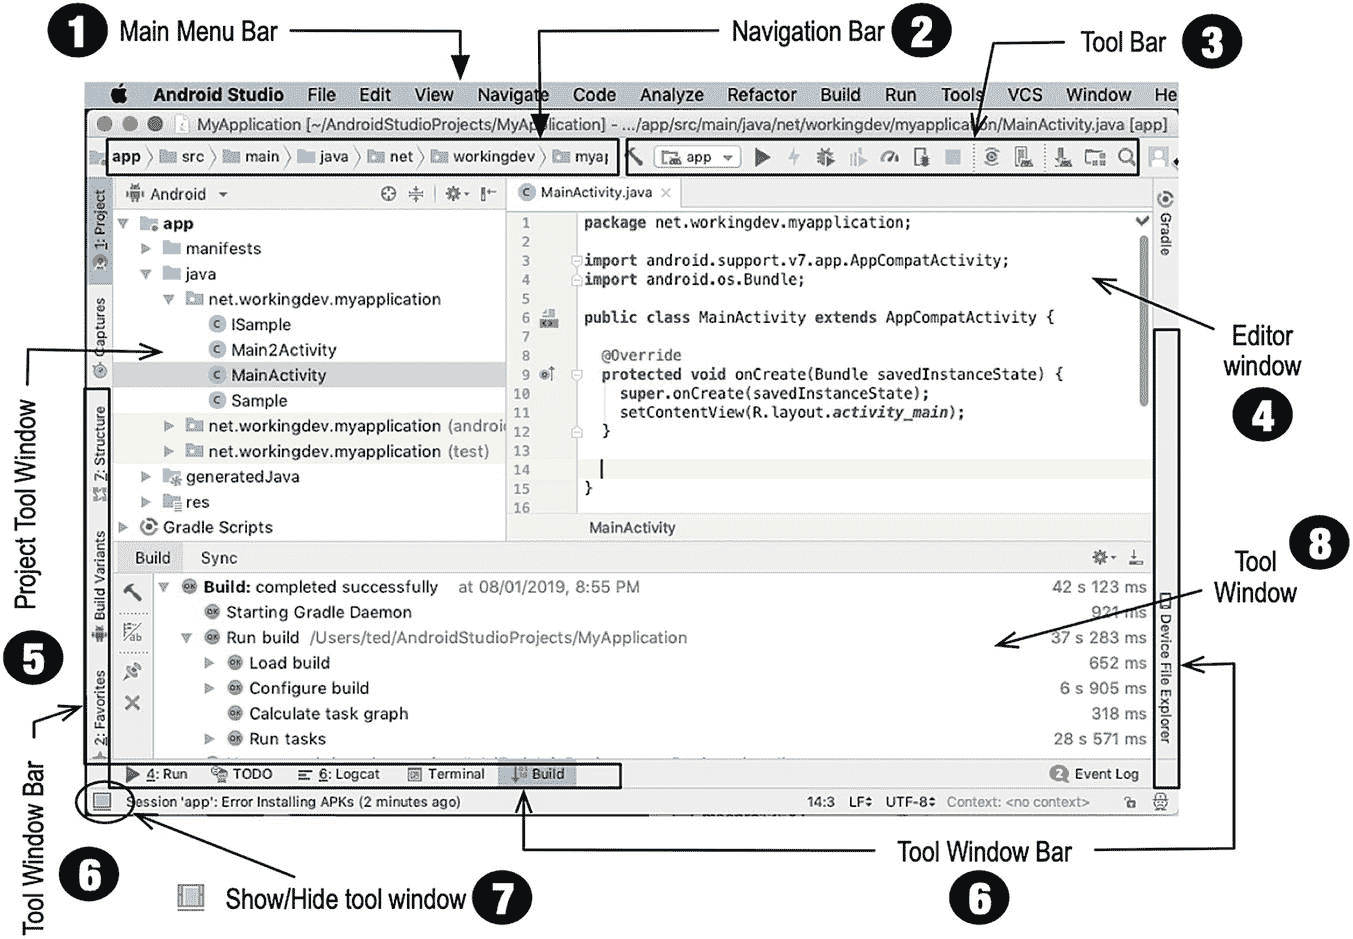 1 Main Menu Bar
Navigation Bar 2
Tool Bar 3
Android Studio File Edit View Navigate Code Analyze Refactor Build Run Tools VCS Window He
MyApplication [~/AndroidStudioProjects/MyApplication] - .../app/src/main/java/net/workingdev/myapplication/MainActivity.java [app]
app src main java net workingdev myap
app
1: Project
Captures
7: Structure
Build Variants
2: Favorites
Android
app
manifests
java
net.workingdev.myapplication
C ISample
C Main2Activity
C MainActivity
C Sample
net.workingdev.myapplication (androi
net.workingdev.myapplication (test)
generatedJava
res
Gradle Scripts
C MainActivity.java ×
1 package net.workingdev.myapplication;
2
3 import android.support.v7.app.AppCompatActivity;
4 import android.os.Bundle;
5
6 public class MainActivity extends AppCompatActivity {
7
8 @Override
9 protected void onCreate(Bundle savedInstanceState) {
10 super.onCreate(savedInstanceState);
11 setContentView(R.layout.activity_main);
12 }
13
14
15 }
16
MainActivity
Gradle
Device File Explorer
Editor
window
4
Project Tool Window
5
Build Sync
Build: completed successfully at 08/01/2019, 8:55 PM 42 s 123 ms
Starting Gradle Daemon 921 ms
Run build /Users/ted/AndroidStudioProjects/MyApplication 37 s 283 ms
Load build 652 ms
Configure build 6 s 905 ms
Calculate task graph 318 ms
Run tasks 28 s 571 ms
8
Tool
Window
4: Run TODO 6: Logcat Terminal Build 2 Event Log
Session 'app': Error Installing APKs (2 minutes ago) 14:3 LF UTF-8 Context: <no context>
Tool Window Bar
6
Show/Hide tool window 7
Tool Window Bar
6